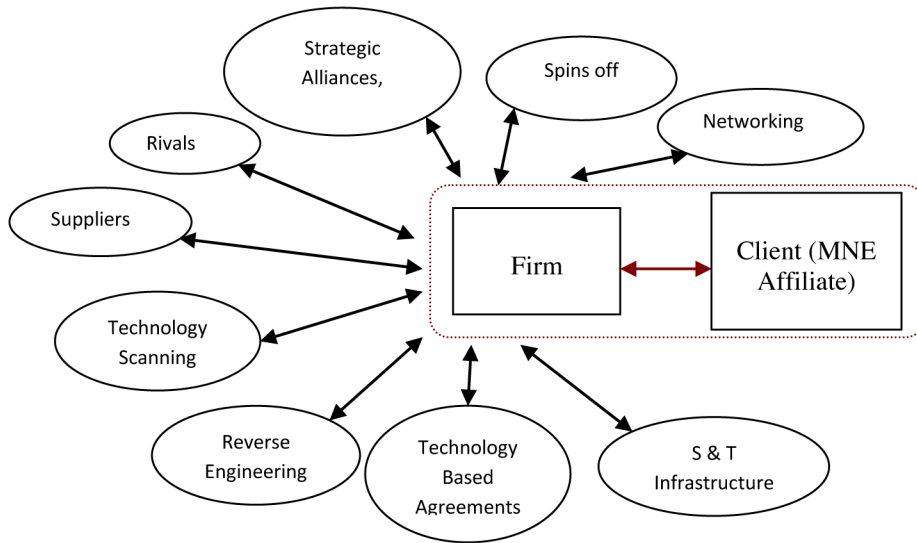 Strategic
Alliances,
Spins off
Networking
Rivals
Suppliers
Firm
Client (MNE
Affiliate)
Technology
Scanning
Reverse
Engineering
Technology
Based
Agreements
S & T
Infrastructure